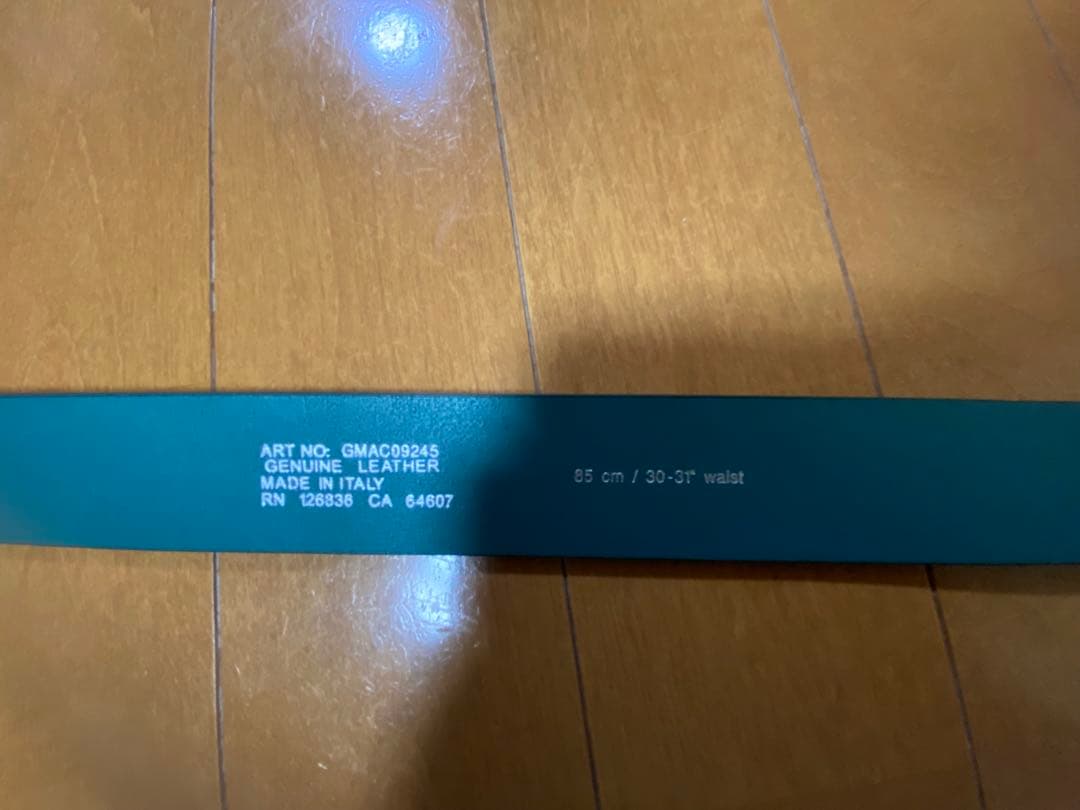 ART NO: GMAC09245
GENUINE LEATHER
MADE IN ITALY
RN 126836 CA 64607
85 cm / 30-31" waist